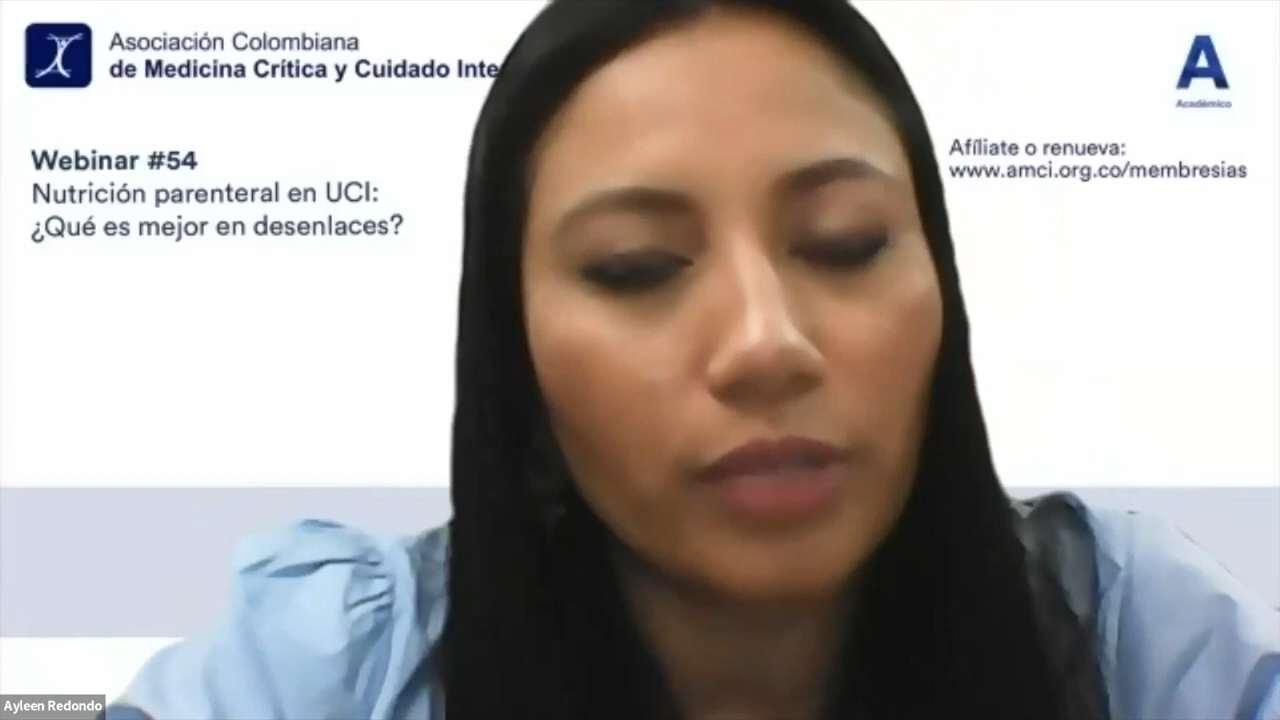 Asociación Colombiana
de Medicina Crítica y Cuidado Inte
A
Académico
Webinar #54
Nutrición parenteral en UCI:
¿Qué es mejor en desenlaces?
Afíliate o renueva:
www.amci.org.co/membresias
Ayleen Redondo